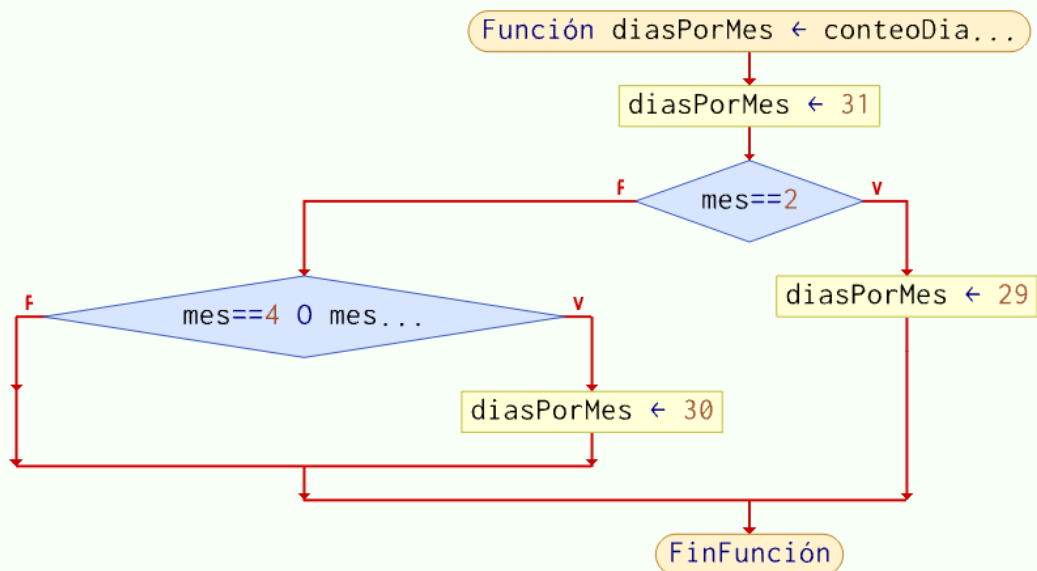 Función diasPorMes ← conteoDia...
diasPorMes ← 31
mes==2
F
V
diasPorMes ← 29
mes==4 O mes...
F
V
diasPorMes ← 30
FinFunción